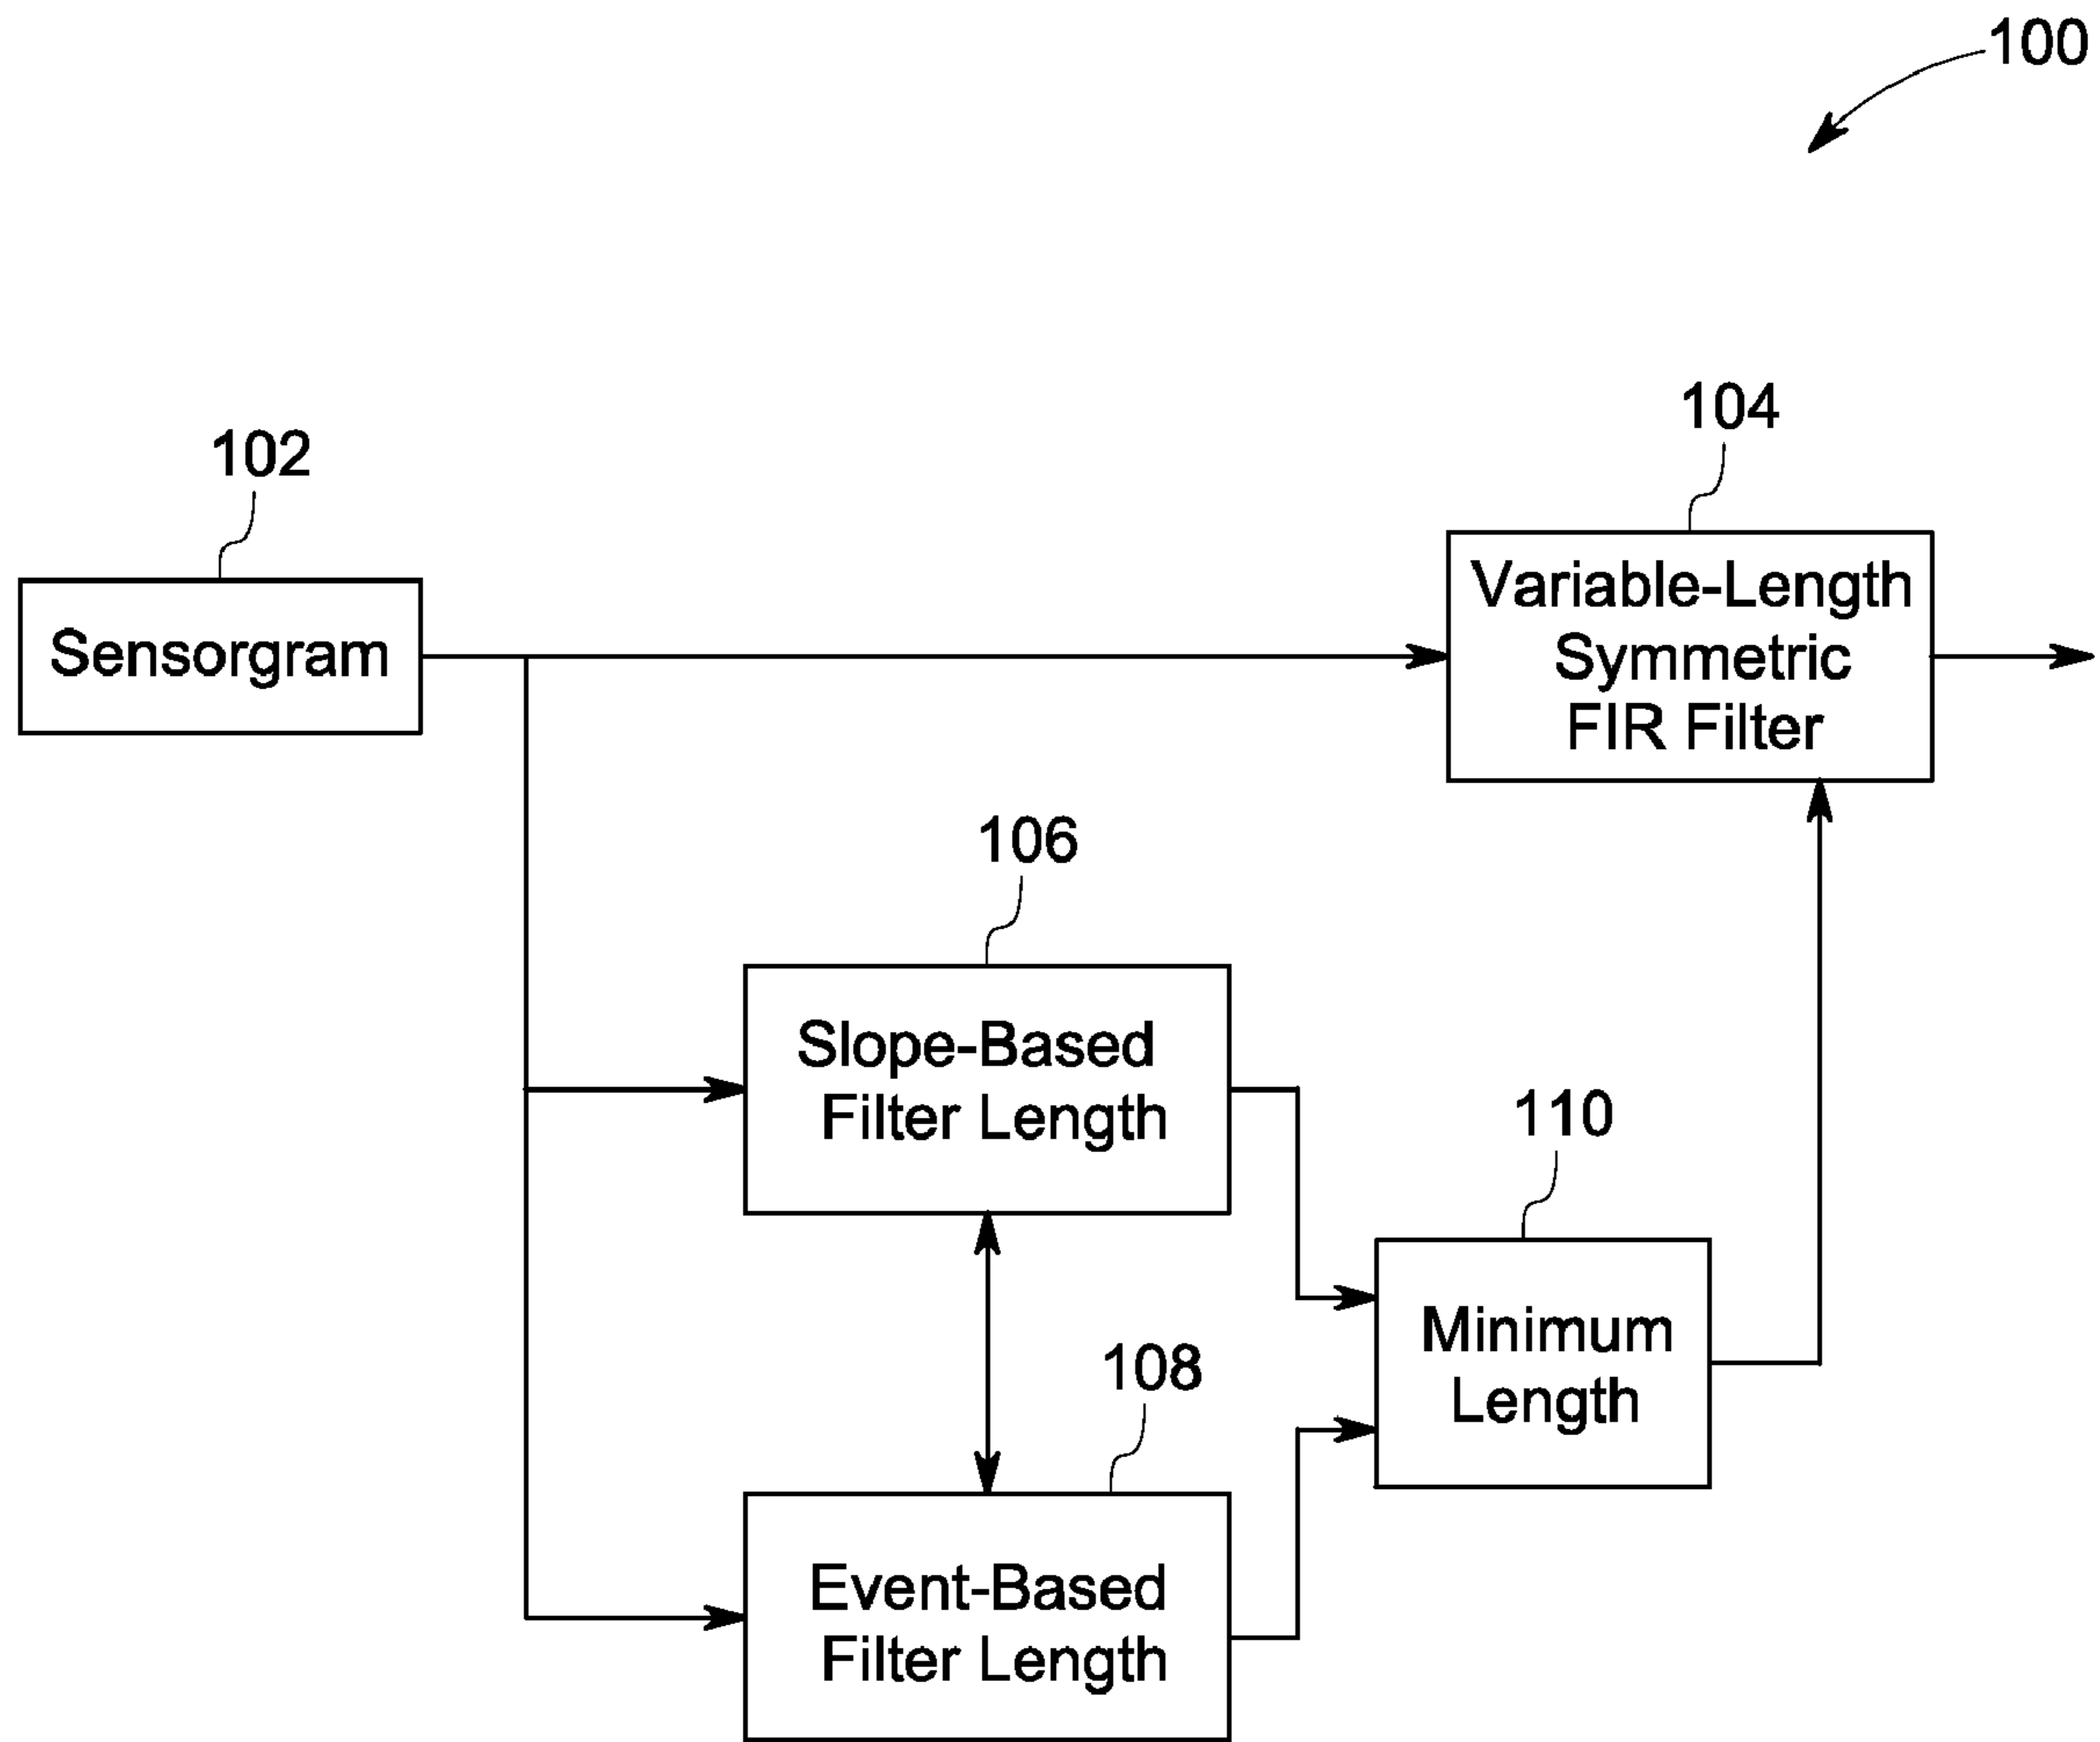 100
104
102
Variable-Length
Symmetric
FIR Filter
Sensorgram
106
Slope-Based
Filter Length
110
Minimum
Length
108
Event-Based
Filter Length